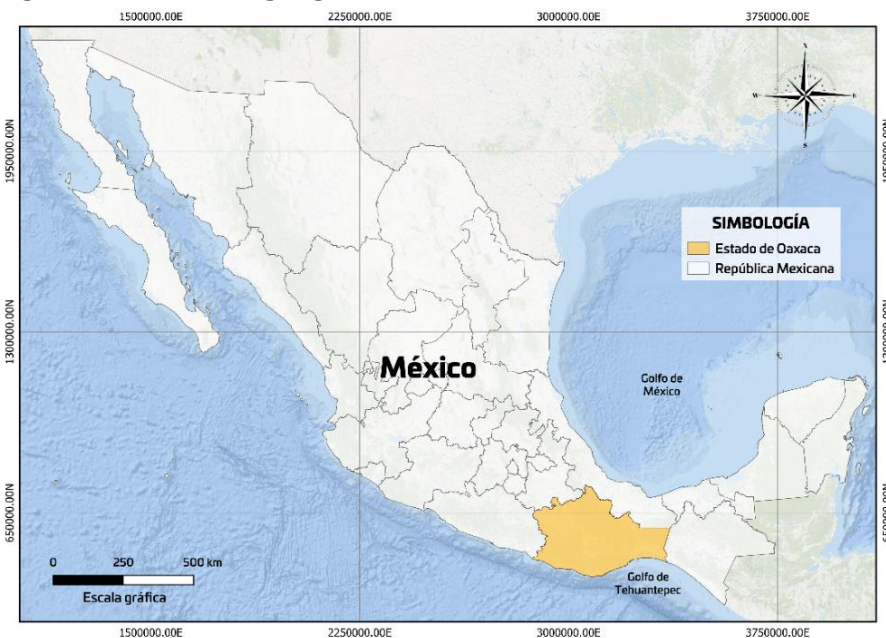 1500000.00E 2250000.00E 3000000.00E 3750000.00E
N
W E
S
1950000.00N
SIMBOLOGÍA
Estado de Oaxaca
República Mexicana
1300000.00N
México
Golfo de
México
650000.00N 650000.00N
0 250 500 km
Escala gráfica
Golfo de
Tehuantepec
1500000.00E 2250000.00E 3000000.00E 3750000.00E